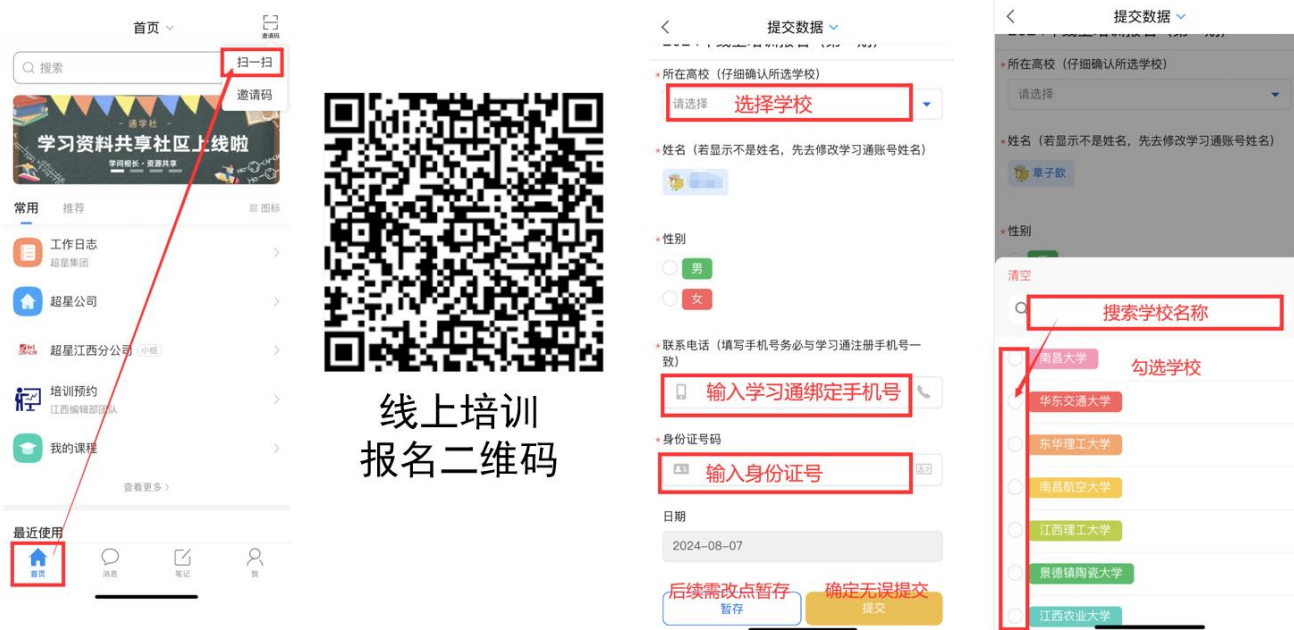 首页
邀请码
搜索
扫一扫
邀请码
- 通学社 -
学习资料共享社区上线啦
学问相长·资源共享
常用
推荐
图标
工作日志
超星集团
超星公司
超星江西分公司 小组
培训预约
江西编辑部团队
我的课程
查看更多
最近使用
首页
消息
笔记
我
线上培训
报名二维码
提交数据
*所在高校（仔细确认所选学校）
请选择
选择学校
*姓名（若显示不是姓名，先去修改学习通账号姓名）
*性别
男
女
*联系电话（填写手机号务必与学习通注册手机号一
致）
输入学习通绑定手机号
*身份证号码
输入身份证号
日期
2024-08-07
后续需改点暂存
确定无误提交
暂存
提交
提交数据
*所在高校（仔细确认所选学校）
请选择
*姓名（若显示不是姓名，先去修改学习通账号姓名）
章子歆
*性别
清空
搜索学校名称
南昌大学
勾选学校
华东交通大学
东华理工大学
南昌航空大学
江西理工大学
景德镇陶瓷大学
江西农业大学